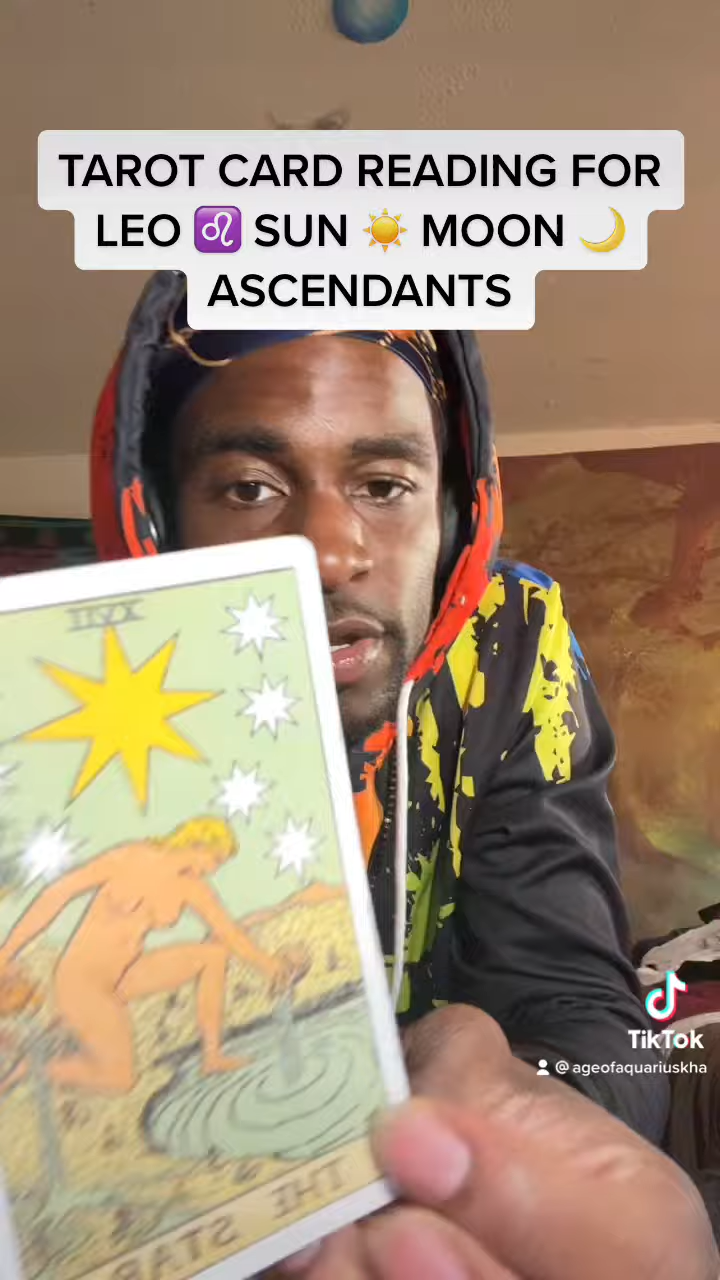 TAROT CARD READING FOR
LEO ♌ SUN ☀️ MOON 🌙
ASCENDANTS
XVII
THE STAR
TikTok
@ageofaquariuskha